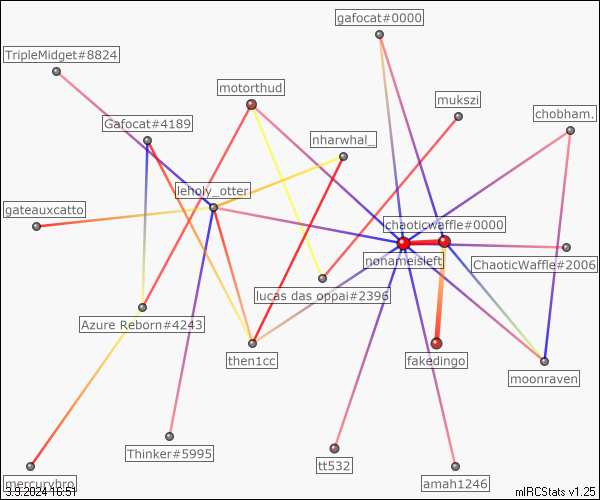 gafocat#0000
TripleMidget#8824
motorthud
mukszi
chobham.
Gafocat#4189
nharwhal_
leholy_otter
gateauxcatto
chaoticwaffle#0000
nonameisleft
ChaoticWaffle#2006
lucas das oppai#2396
Azure Reborn#4243
then1cc
fakedingo
moonraven
Thinker#5995
tt532
mercurybro
amah1246
3.9.2024 16:51
mIRCStats v1.25